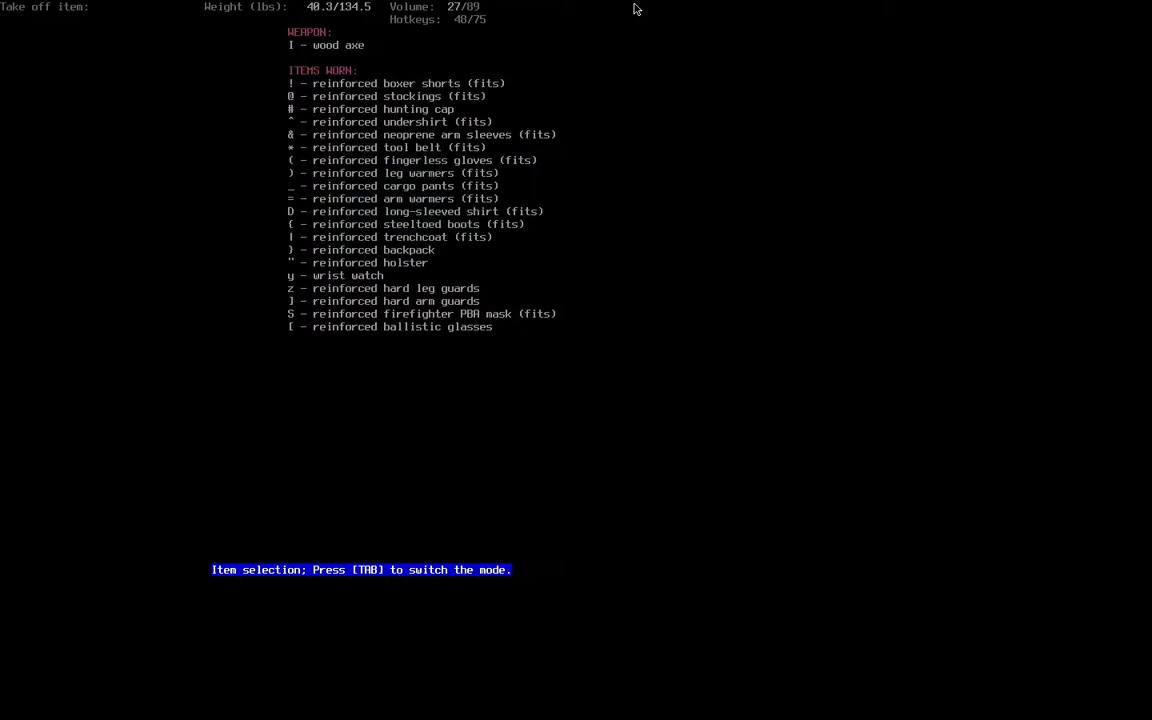 Take off item: Weight (lbs): 40.3/134.5 Volume: 27/89
Hotkeys: 48/75
WEAPON:
I - wood axe
ITEMS WORN:
! - reinforced boxer shorts (fits)
@ - reinforced stockings (fits)
# - reinforced hunting cap
^ - reinforced undershirt (fits)
& - reinforced neoprene arm sleeves (fits)
* - reinforced tool belt (fits)
( - reinforced fingerless gloves (fits)
) - reinforced leg warmers (fits)
_ - reinforced cargo pants (fits)
= - reinforced arm warmers (fits)
D - reinforced long-sleeved shirt (fits)
{ - reinforced steeltoed boots (fits)
| - reinforced trenchcoat (fits)
} - reinforced backpack
" - reinforced holster
y - wrist watch
z - reinforced hard leg guards
] - reinforced hard arm guards
S - reinforced firefighter PBA mask (fits)
[ - reinforced ballistic glasses
Item selection; Press [TAB] to switch the mode.